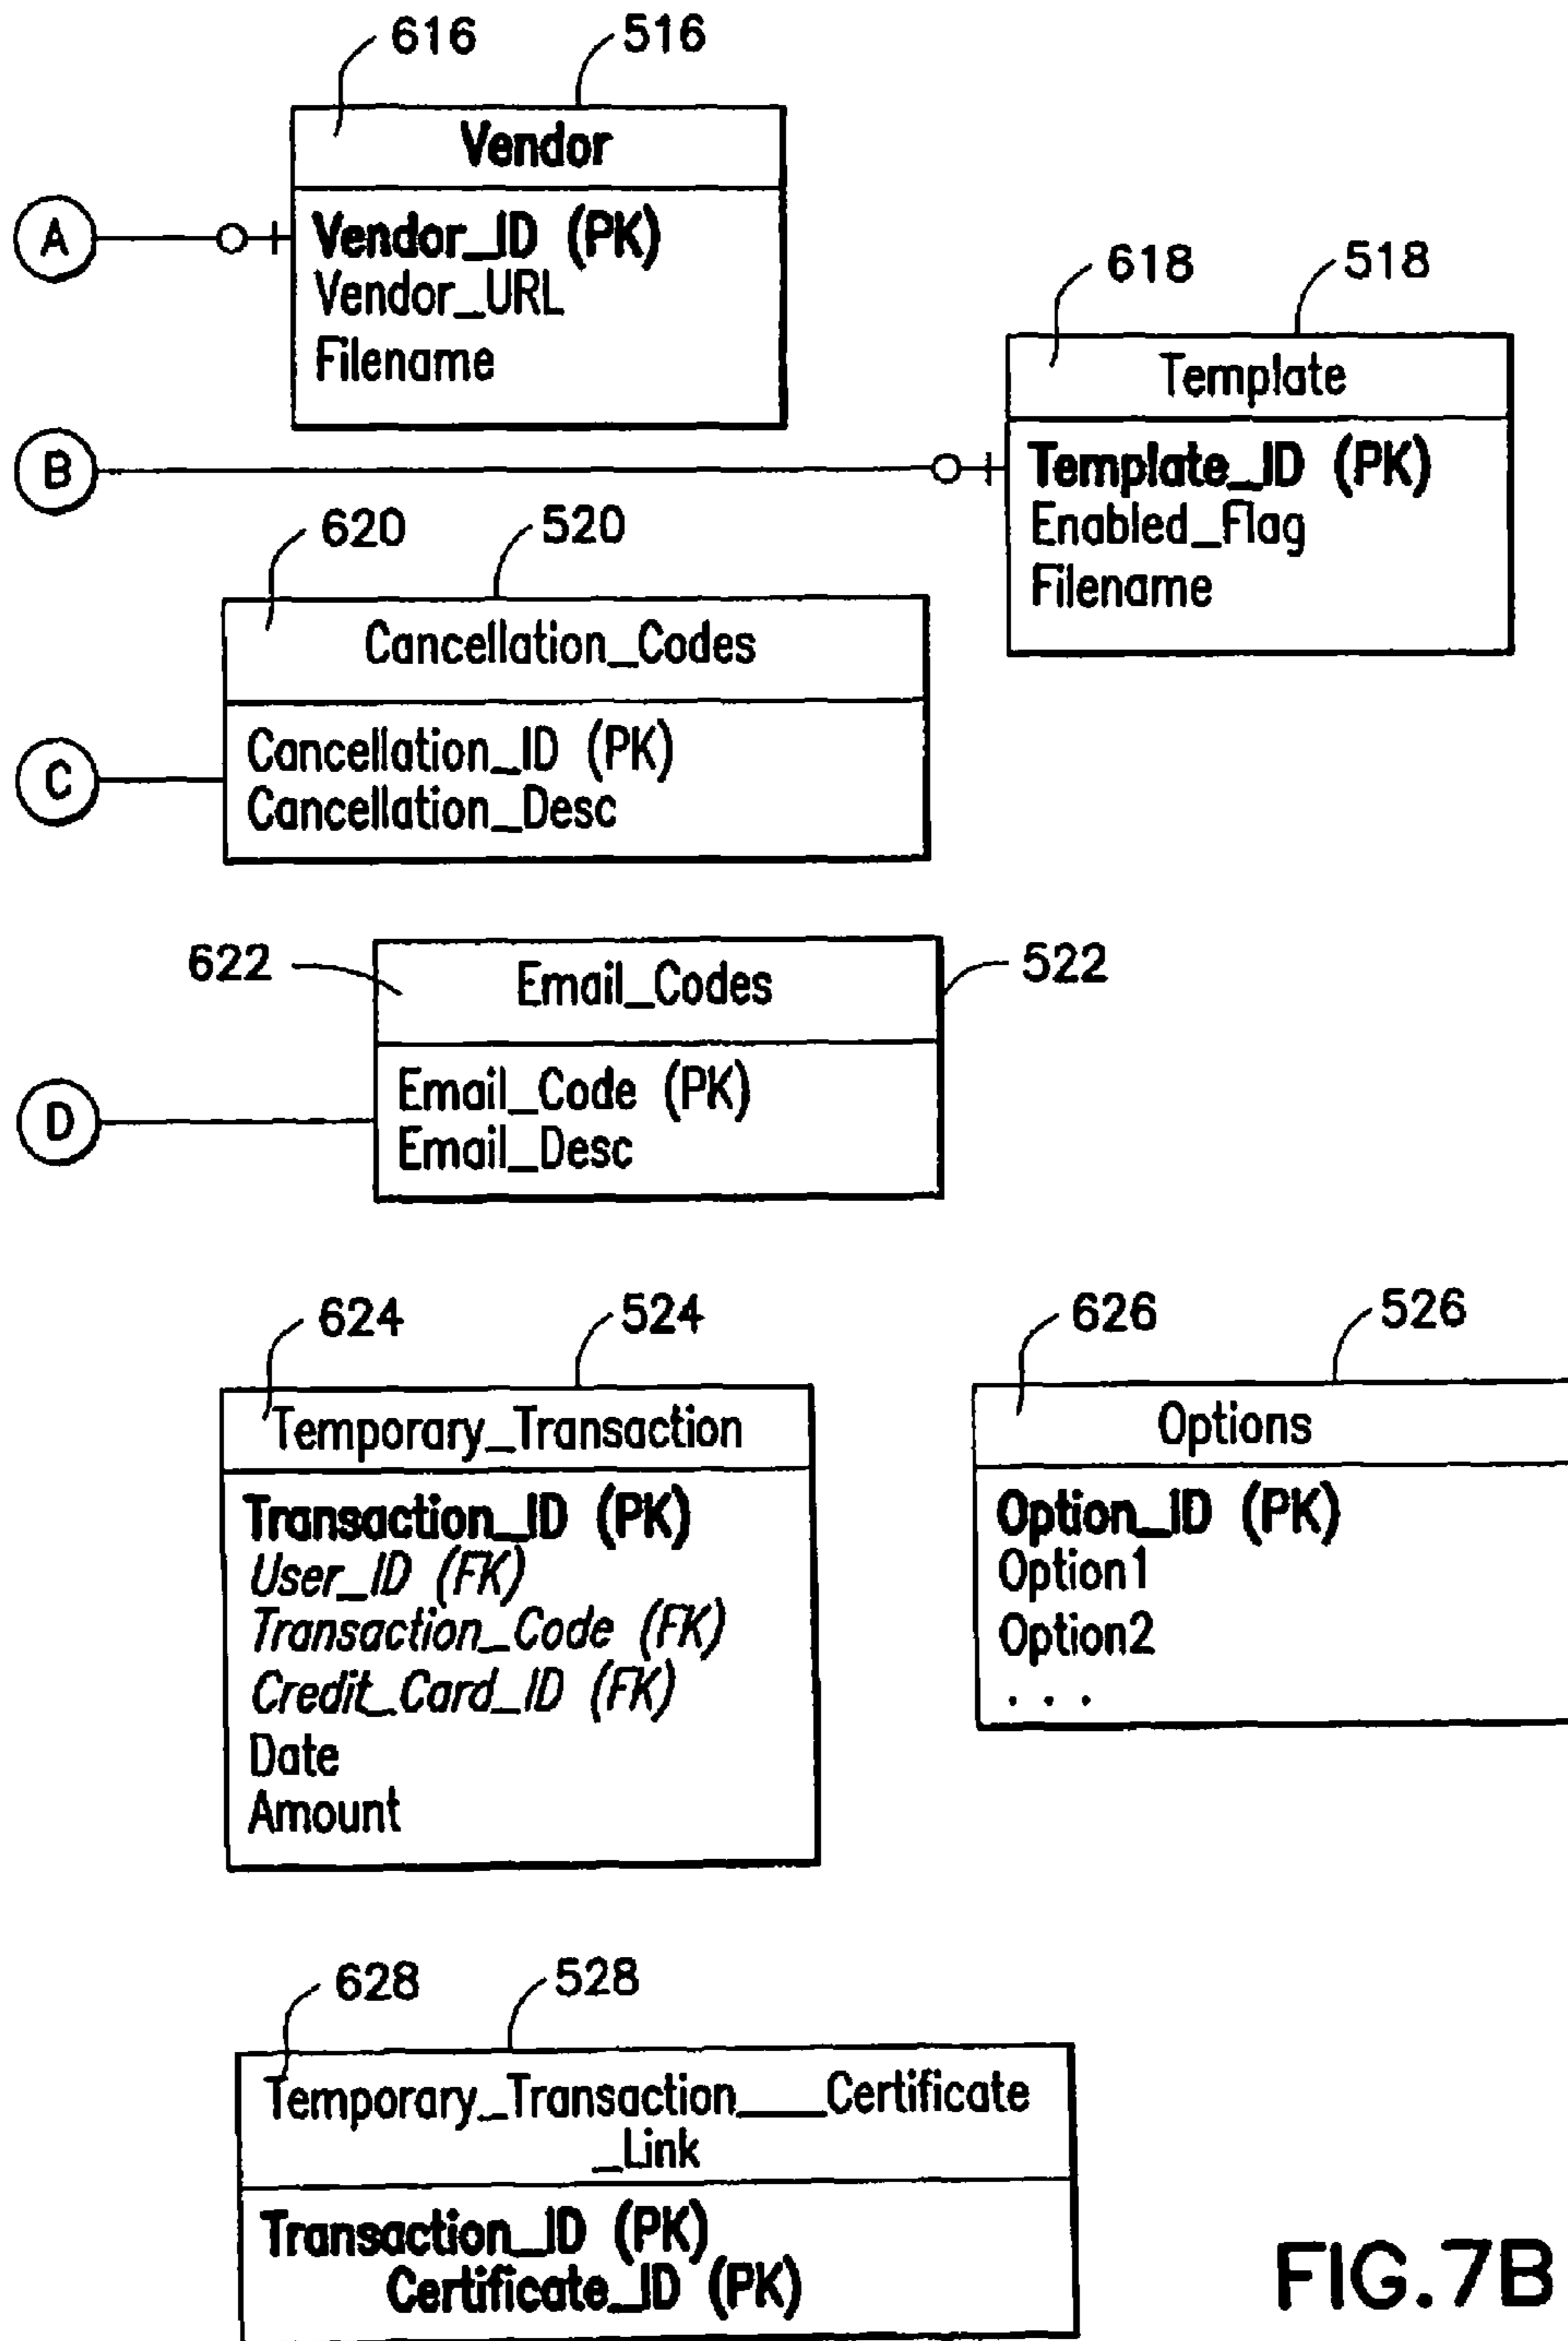 616 516
Vendor
A
Vendor_ID (PK)
Vendor_URL
Filename
618 518
Template
B
Template_ID (PK)
Enabled_Flag
Filename
620 520
Cancellation_Codes
C
Cancellation_ID (PK)
Cancellation_Desc
622 522
Email_Codes
D
Email_Code (PK)
Email_Desc
624 524
Temporary_Transaction
Transaction_ID (PK)
User_ID (FK)
Transaction_Code (FK)
Credit_Card_ID (FK)
Date
Amount
626 526
Options
Option_ID (PK)
Option1
Option2
. . .
628 528
Temporary_Transaction___Certificate
_Link
Transaction_ID (PK)
Certificate_ID (PK)
FIG.7B